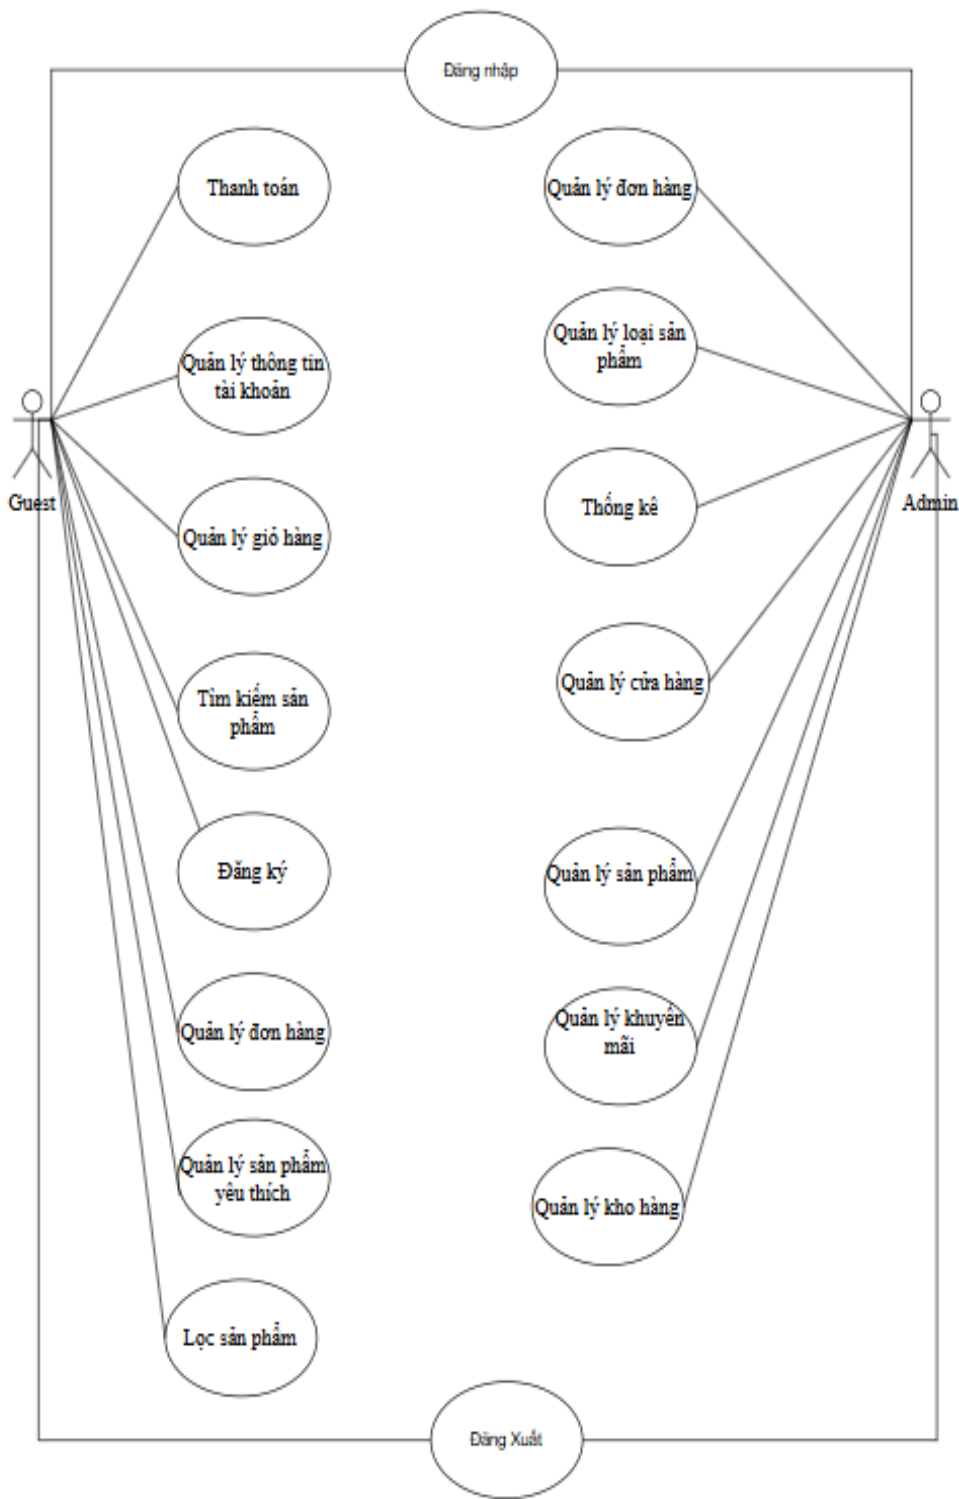 Đăng nhập
Thanh toán
Quản lý đơn hàng
Quản lý thông tin
tài khoản
Quản lý loại sản
phẩm
Guest
Admin
Quản lý giỏ hàng
Thống kê
Tìm kiếm sản
phẩm
Quản lý cửa hàng
Đăng ký
Quản lý sản phẩm
Quản lý đơn hàng
Quản lý khuyến
mãi
Quản lý sản phẩm
yêu thích
Quản lý kho hàng
Lọc sản phẩm
Đăng Xuất